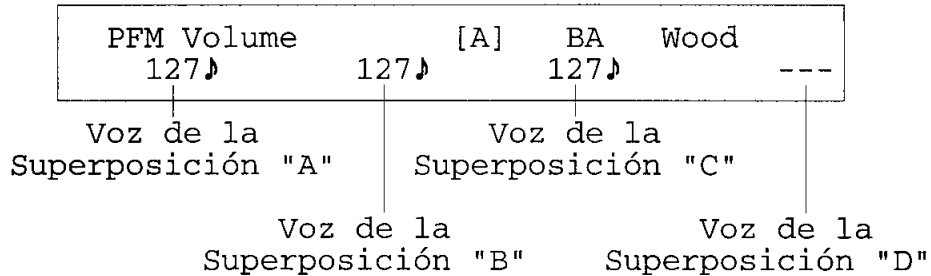 PFM Volume [A] BA Wood
127♪ 127♪ 127♪ ---
Voz de la Voz de la
Superposición "A" Superposición "C"
Voz de la Voz de la
Superposición "B" Superposición "D"